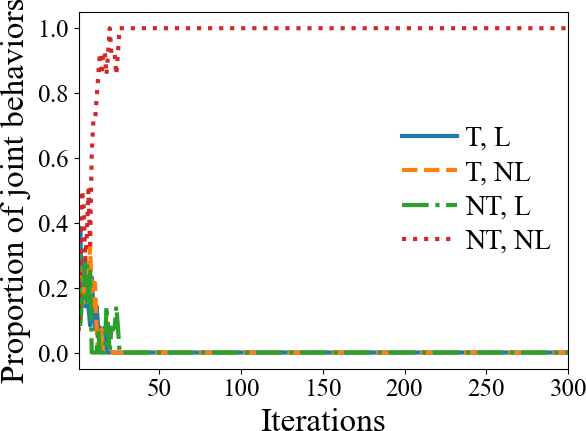 Proportion of joint behaviors
1.0
0.8
0.6
0.4
0.2
0.0
T, L
T, NL
NT, L
NT, NL
50 100 150 200 250 300
Iterations